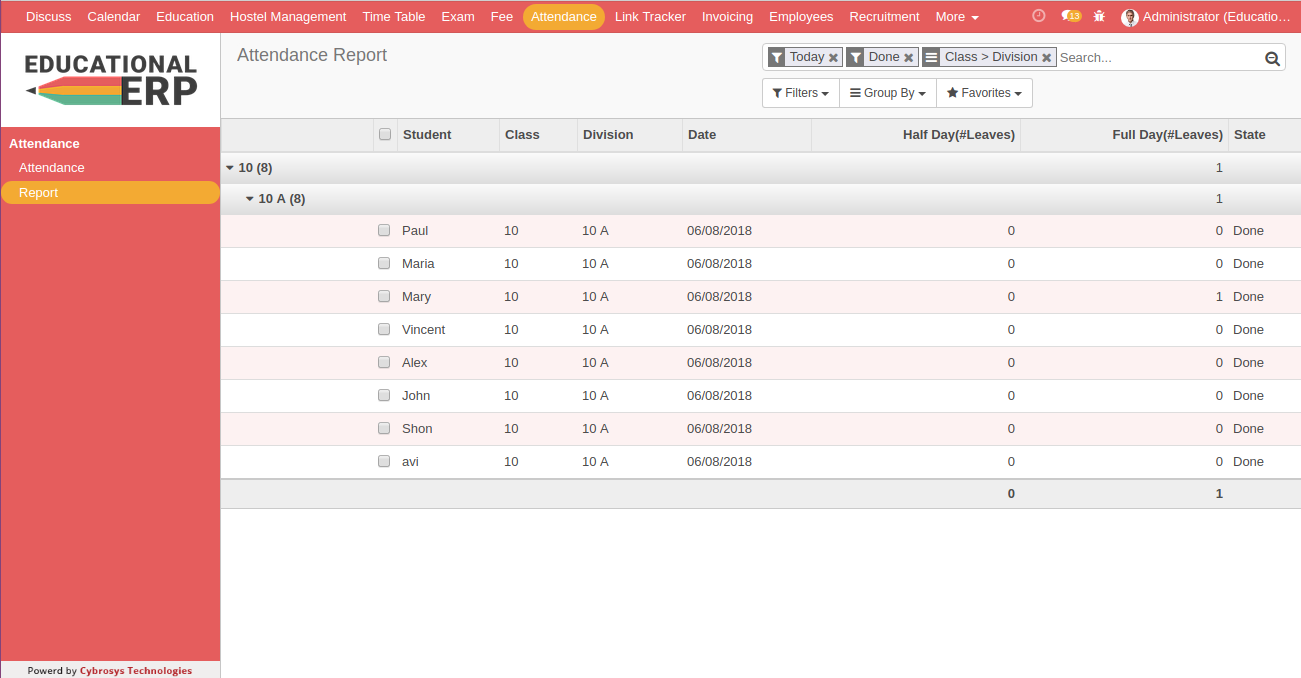 Discuss Calendar Education Hostel Management Time Table Exam Fee Attendance Link Tracker Invoicing Employees Recruitment More 13 Administrator (Educatio...
EDUCATIONAL
ERP
Attendance Report
Today Done Class > Division Search...
Filters Group By Favorites
Attendance
Attendance
Report
Student Class Division Date Half Day(#Leaves) Full Day(#Leaves) State
10 (8) 1
10 A (8) 1
Paul 10 10 A 06/08/2018 0 0 Done
Maria 10 10 A 06/08/2018 0 0 Done
Mary 10 10 A 06/08/2018 0 1 Done
Vincent 10 10 A 06/08/2018 0 0 Done
Alex 10 10 A 06/08/2018 0 0 Done
John 10 10 A 06/08/2018 0 0 Done
Shon 10 10 A 06/08/2018 0 0 Done
avi 10 10 A 06/08/2018 0 0 Done
0 1
Powerd by Cybrosys Technologies